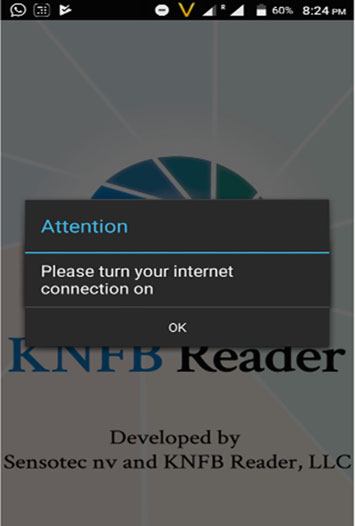 R 60% 8:24 PM
Attention
Please turn your internet
connection on
OK
KNFB Reader
Developed by
Sensotec nv and KNFB Reader, LLC